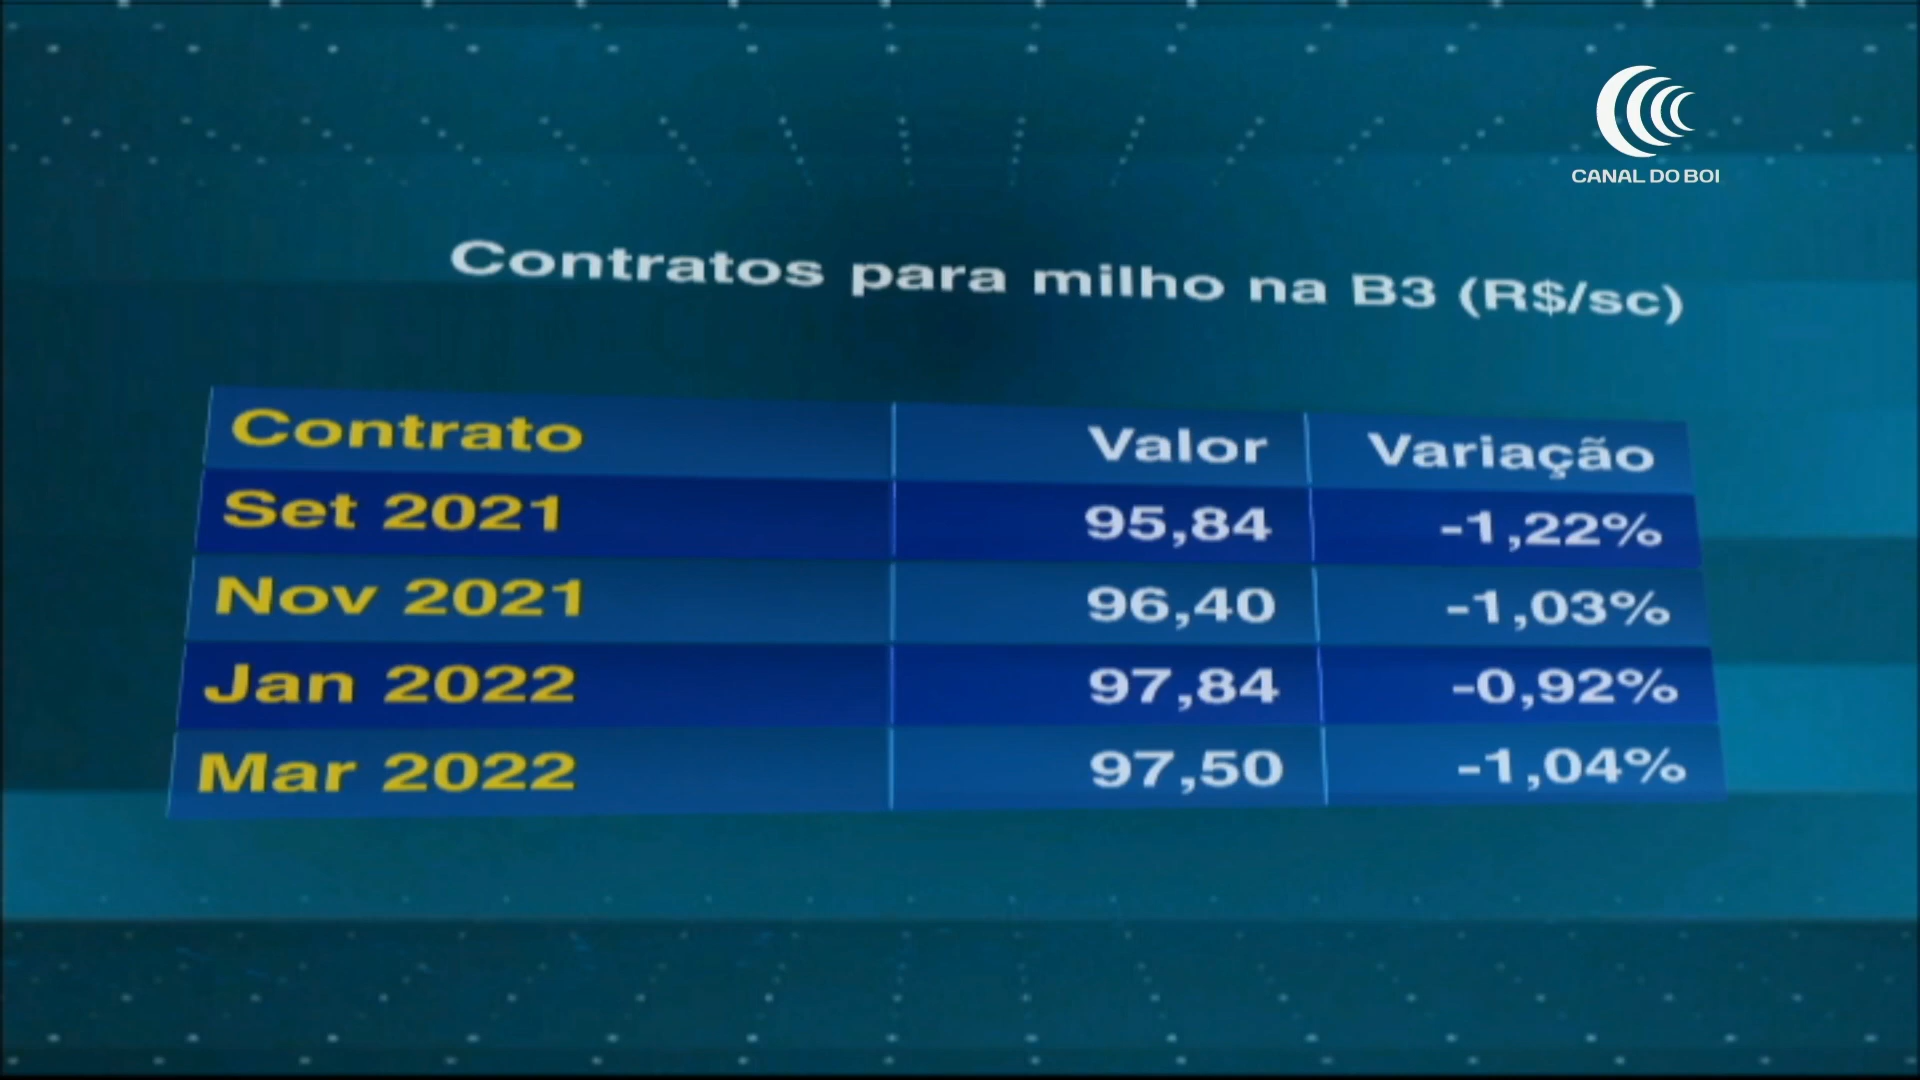 CANAL DO BOI
Contratos para milho na B3 (R$/sc)
Contrato Valor Variação
Set 2021 95,84 -1,22%
Nov 2021 96,40 -1,03%
Jan 2022 97,84 -0,92%
Mar 2022 97,50 -1,04%